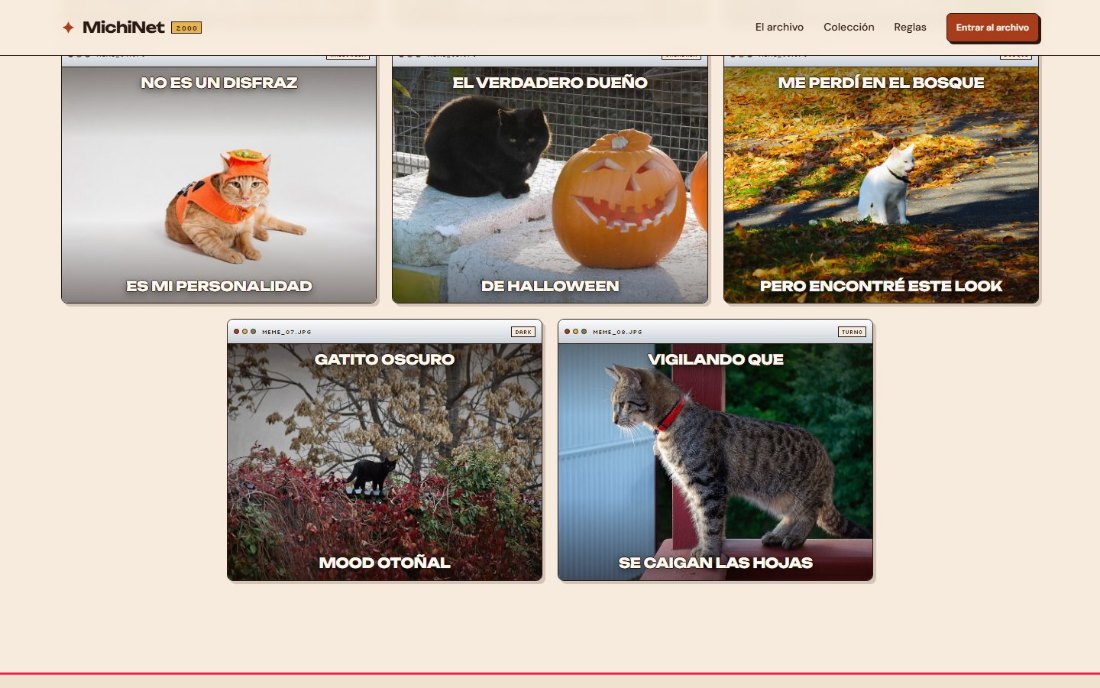 MichiNet 2000
El archivo
Colección
Reglas
Entrar al archivo
NO ES UN DISFRAZ
ES MI PERSONALIDAD
EL VERDADERO DUEÑO
DE HALLOWEEN
ME PERDÍ EN EL BOSQUE
PERO ENCONTRÉ ESTE LOOK
MEME_07.JPG
DARK
GATITO OSCURO
MOOD OTOÑAL
MEME_08.JPG
TURNO
VIGILANDO QUE
SE CAIGAN LAS HOJAS